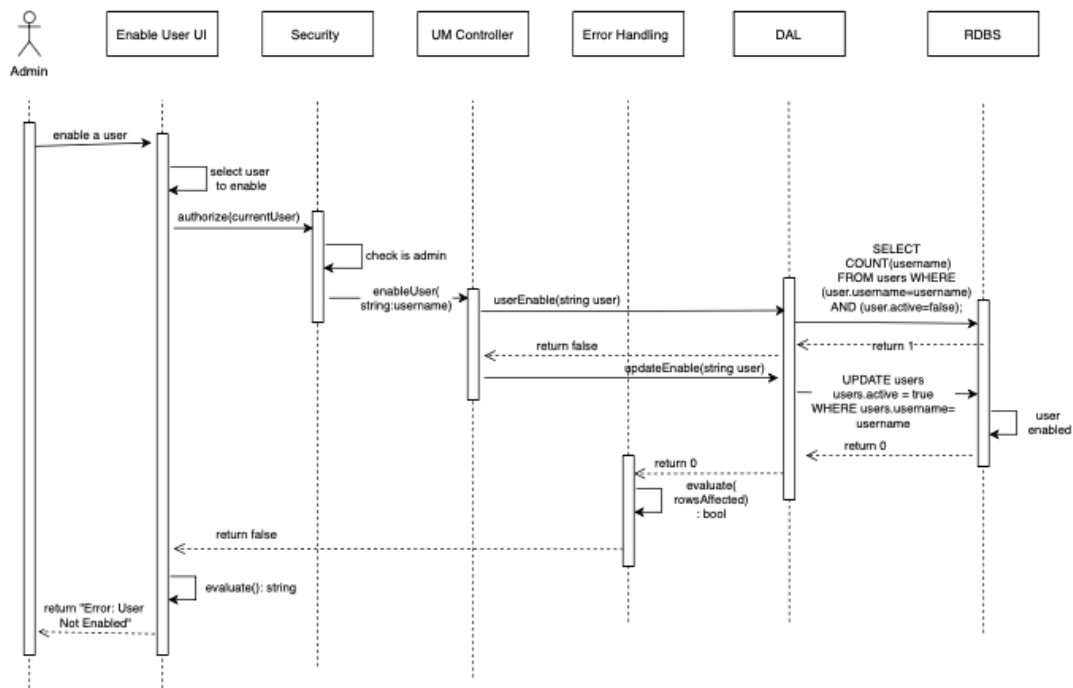 Admin
Enable User UI
Security
UM Controller
Error Handling
DAL
RDBS
enable a user
select user
to enable
authorize(currentUser)
check is admin
enableUser(
string:username)
userEnable(string user)
SELECT
COUNT(username)
FROM users WHERE
(user.username=username)
AND (user.active=false);
return 1
return false
updateEnable(string user)
UPDATE users
users.active = true
WHERE users.username=
username
user
enabled
return 0
return 0
evaluate(
rowsAffected)
: bool
return false
evaluate(): string
return "Error: User
Not Enabled"